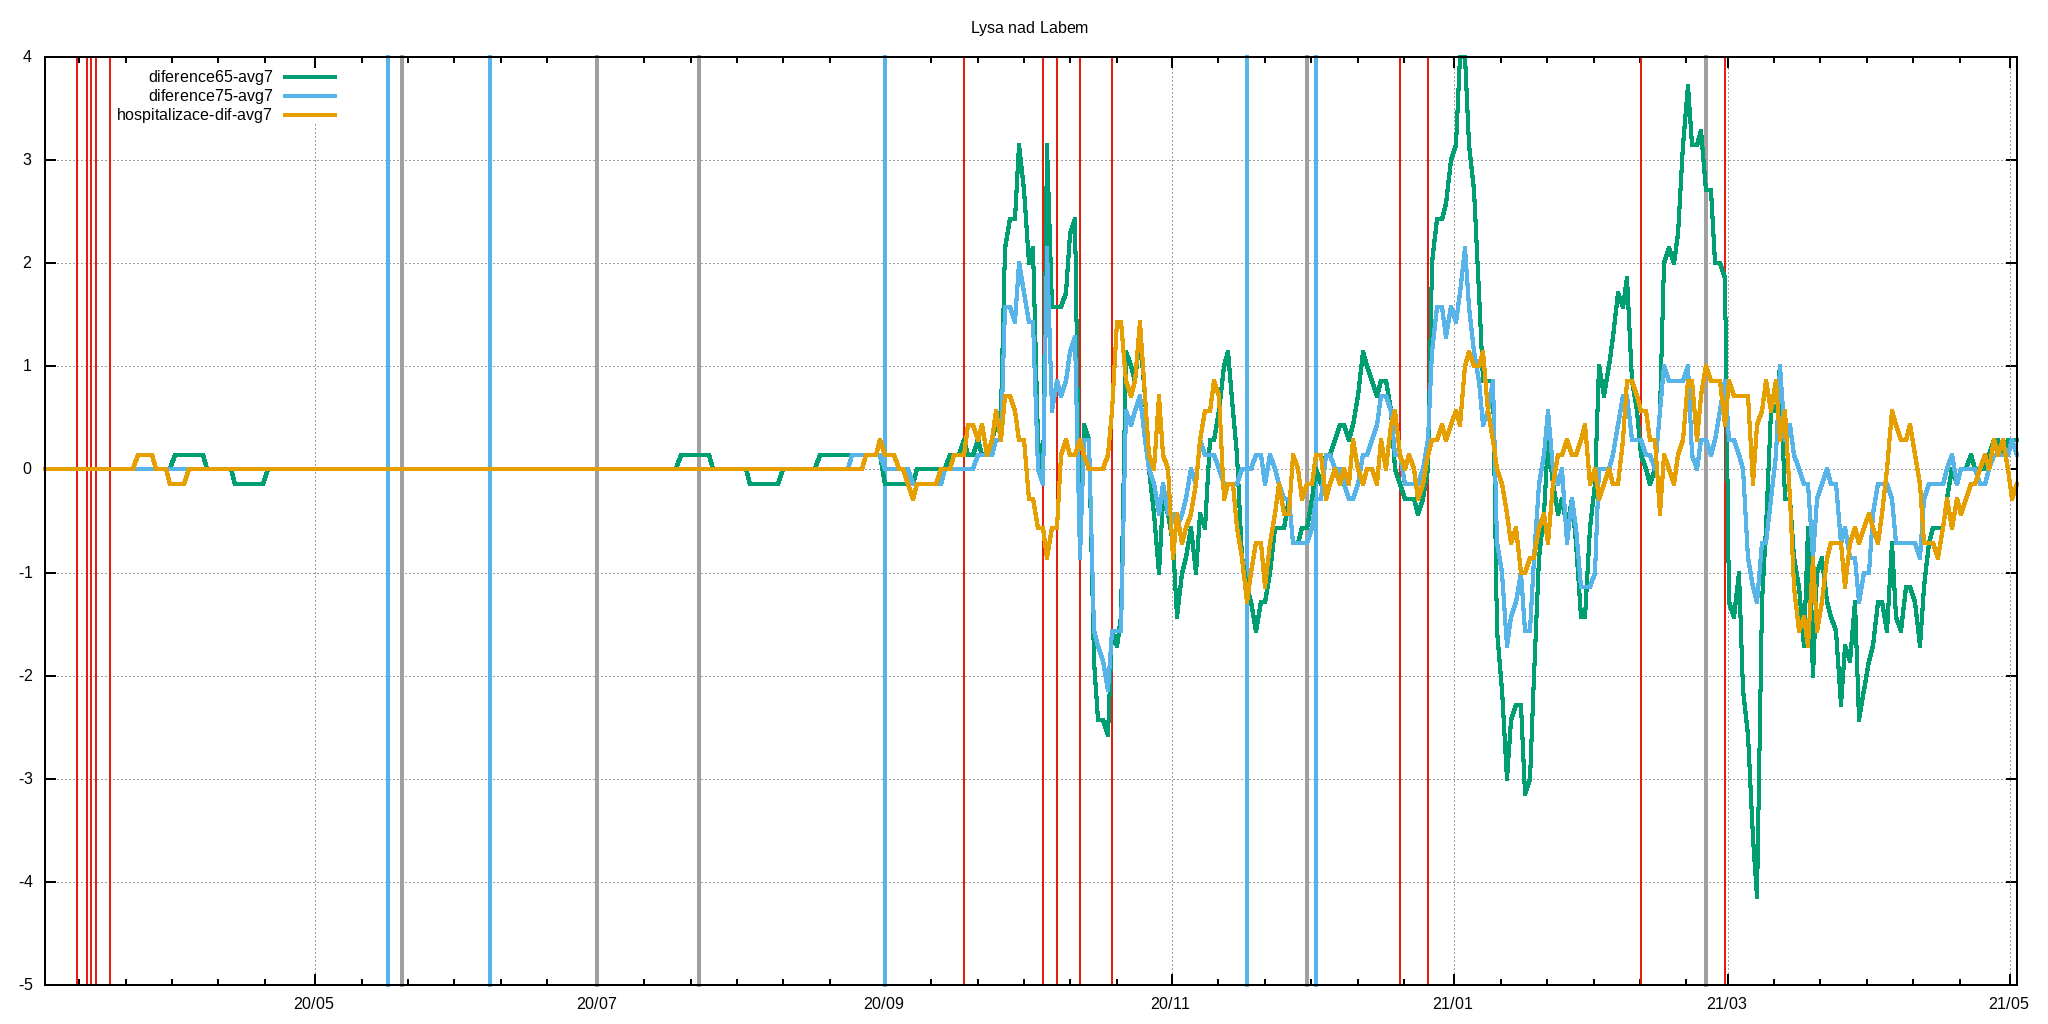 Lysa nad Labem
diference65-avg7
diference75-avg7
hospitalizace-dif-avg7
4
3
2
1
0
-1
-2
-3
-4
-5
20/05 20/07 20/09 20/11 21/01 21/03 21/05